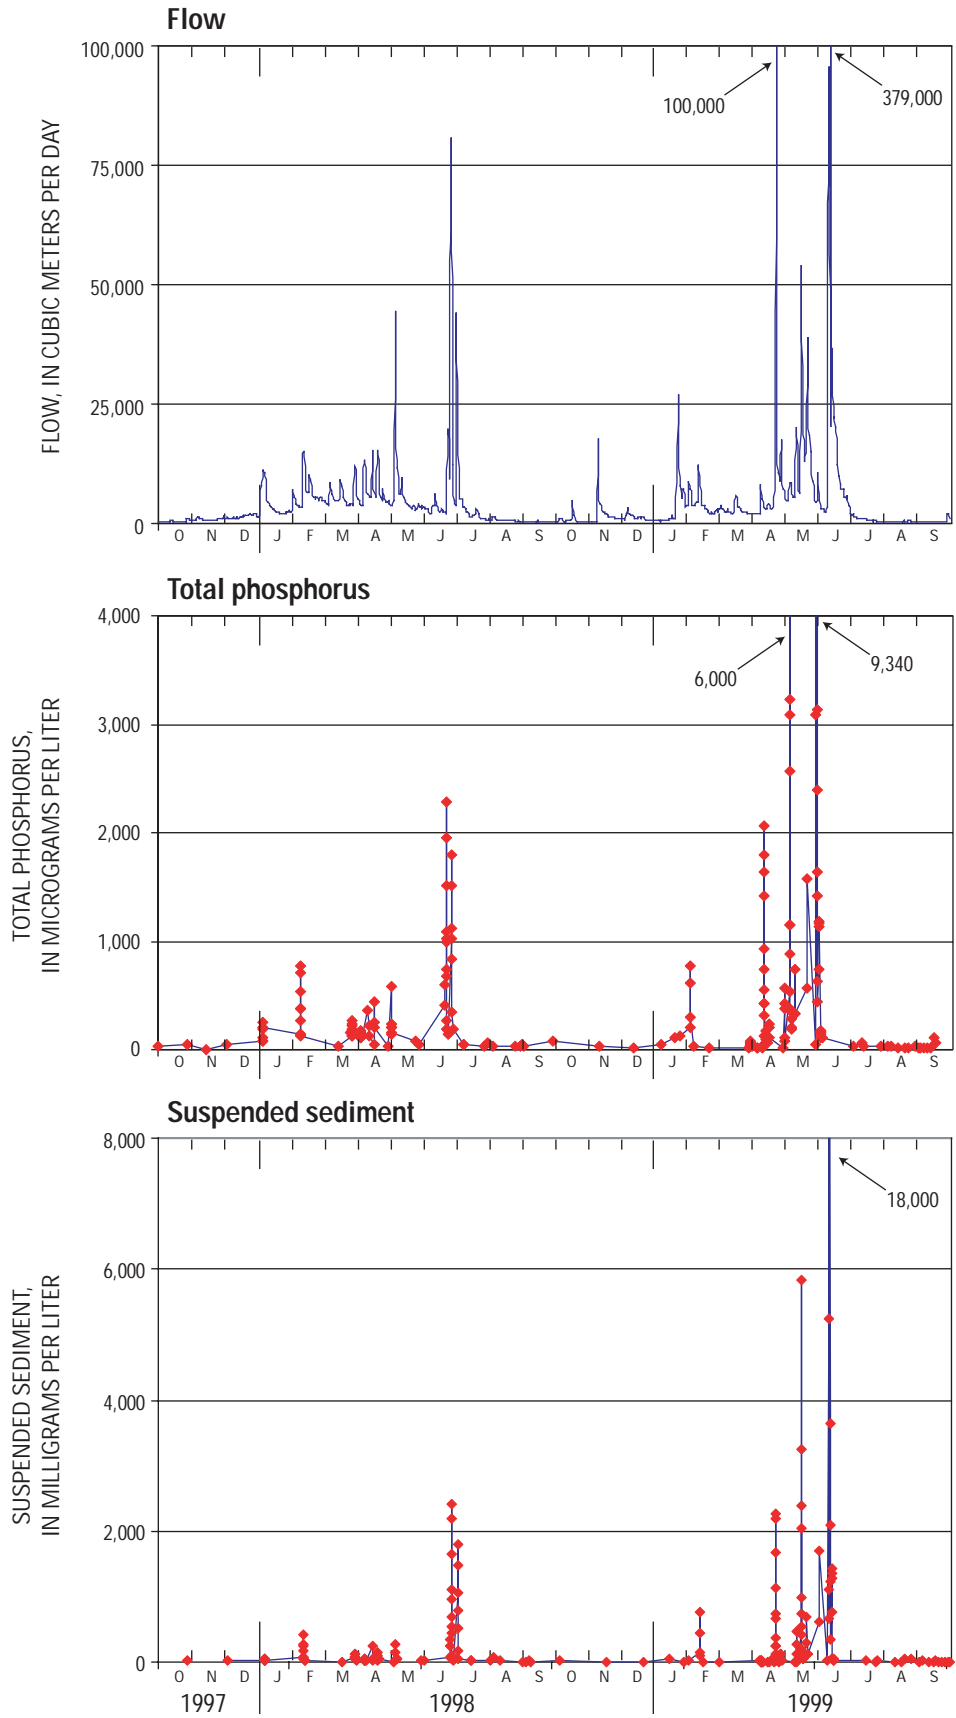 Flow
FLOW, IN CUBIC METERS PER DAY
100,000
75,000
50,000
25,000
0
100,000
379,000
O N D J F M A M J J A S O N D J F M A M J J A S
Total phosphorus
TOTAL PHOSPHORUS,
IN MICROGRAMS PER LITER
4,000
3,000
2,000
1,000
0
6,000
9,340
O N D J F M A M J J A S O N D J F M A M J J A S
Suspended sediment
SUSPENDED SEDIMENT,
IN MILLIGRAMS PER LITER
8,000
6,000
4,000
2,000
0
18,000
O N D J F M A M J J A S O N D J F M A M J J A S
1997 1998 1999